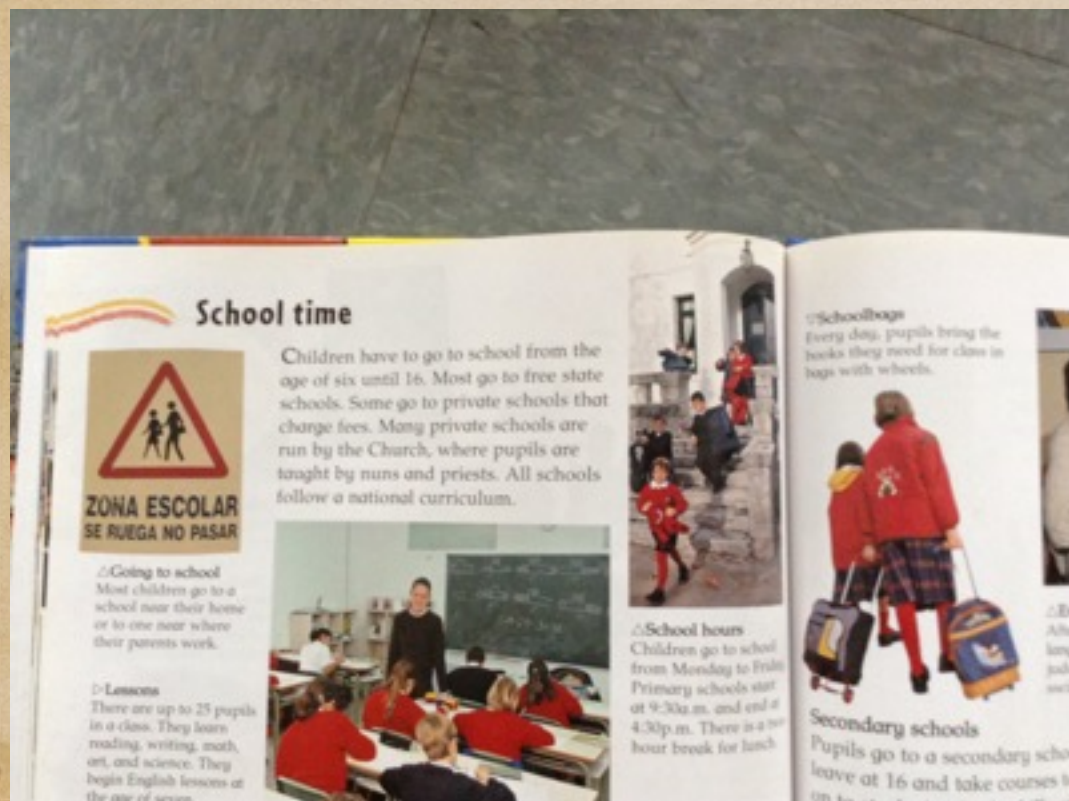 School time
ZONA ESCOLAR
SE RUEGA NO PASAR
Children have to go to school from the
age of six until 16. Most go to free state
schools. Some go to private schools that
charge fees. Many private schools are
run by the Church, where pupils are
taught by nuns and priests. All schools
follow a national curriculum.
△Going to school
Most children go to a
school near their home
or to one near where
their parents work.
▷Lessons
There are up to 25 pupils
in a class. They learn
reading, writing, math,
art, and science. They
begin English lessons at
the age of seven.
△School hours
Children go to school
from Monday to Friday.
Primary schools start
at 9:30a.m. and end at
4:30p.m. There is a two
hour break for lunch
▽Schoolbags
Every day, pupils bring the
books they need for class in
bags with wheels.
Secondary schools
Pupils go to a secondary
leave at 16 and take courses